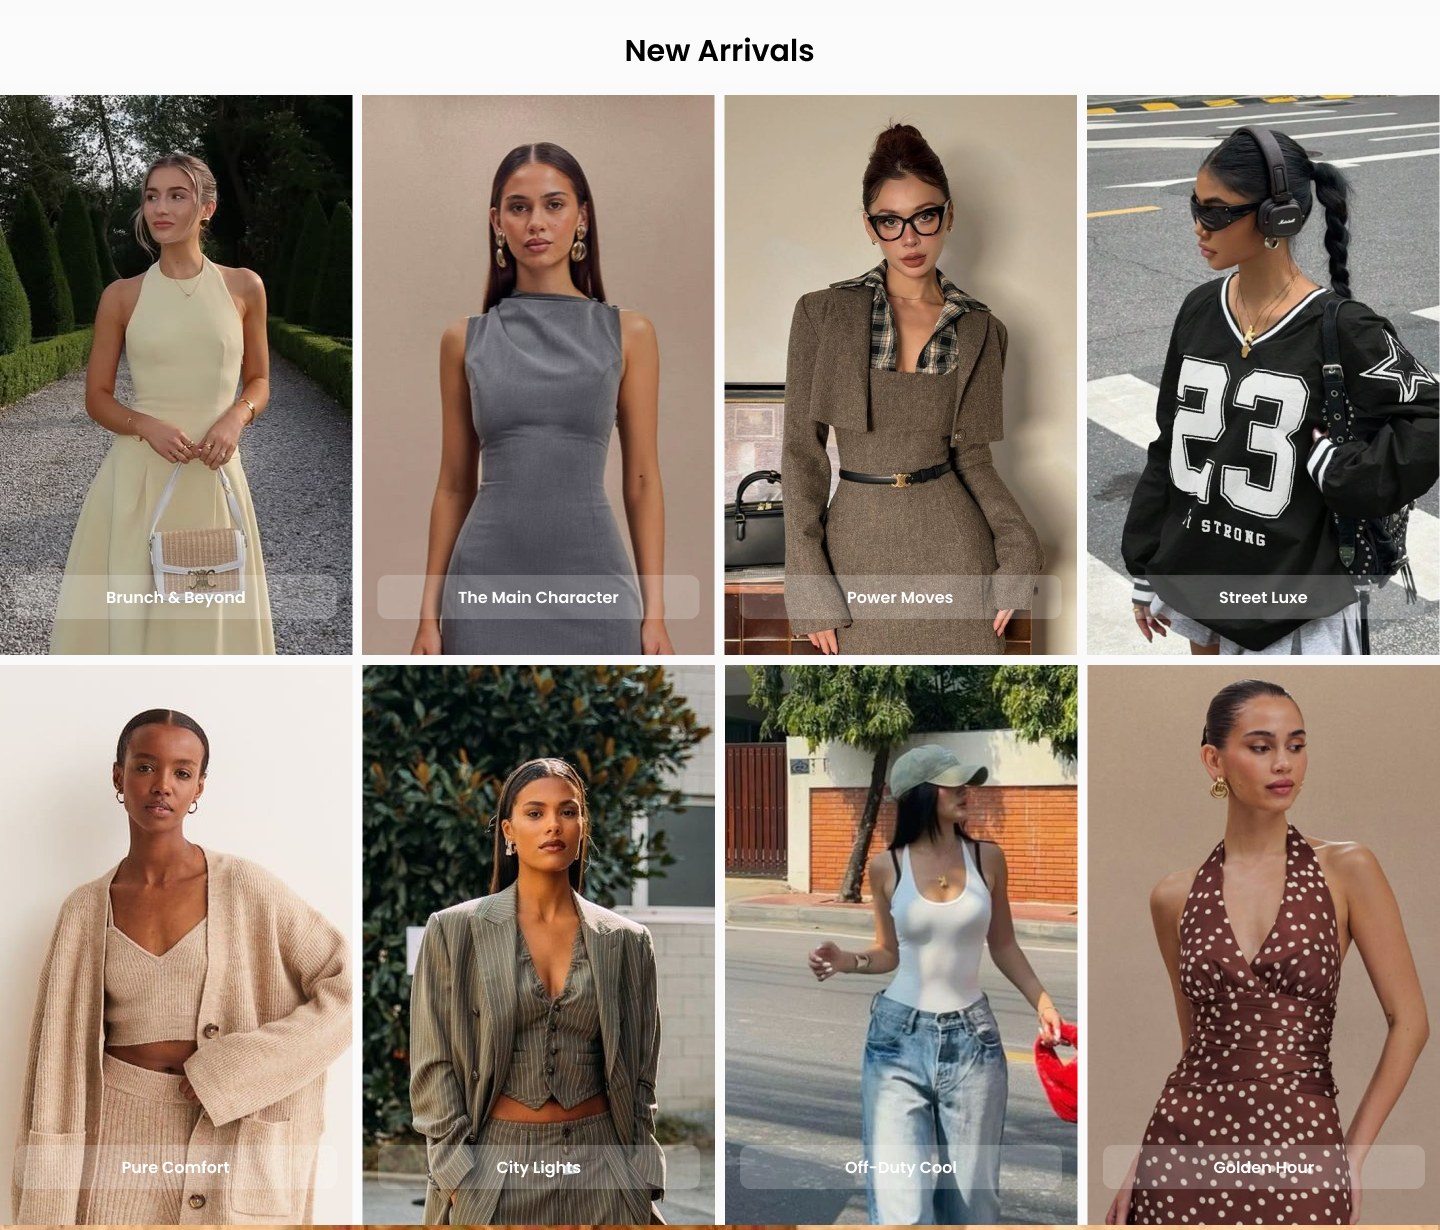 New Arrivals
Marshall
23
STRONG
Brunch & Beyond
The Main Character
Power Moves
Street Luxe
Pure Comfort
City Lights
Off-Duty Cool
Golden Hour